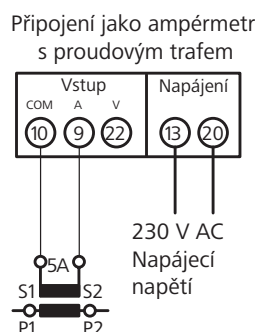 Připojení jako ampérmetr
s proudovým trafem
Vstup Napájení
COM A V
10 9 22 13 20
5A
S1 S2
P1 P2
230 V AC
Napájecí
napětí